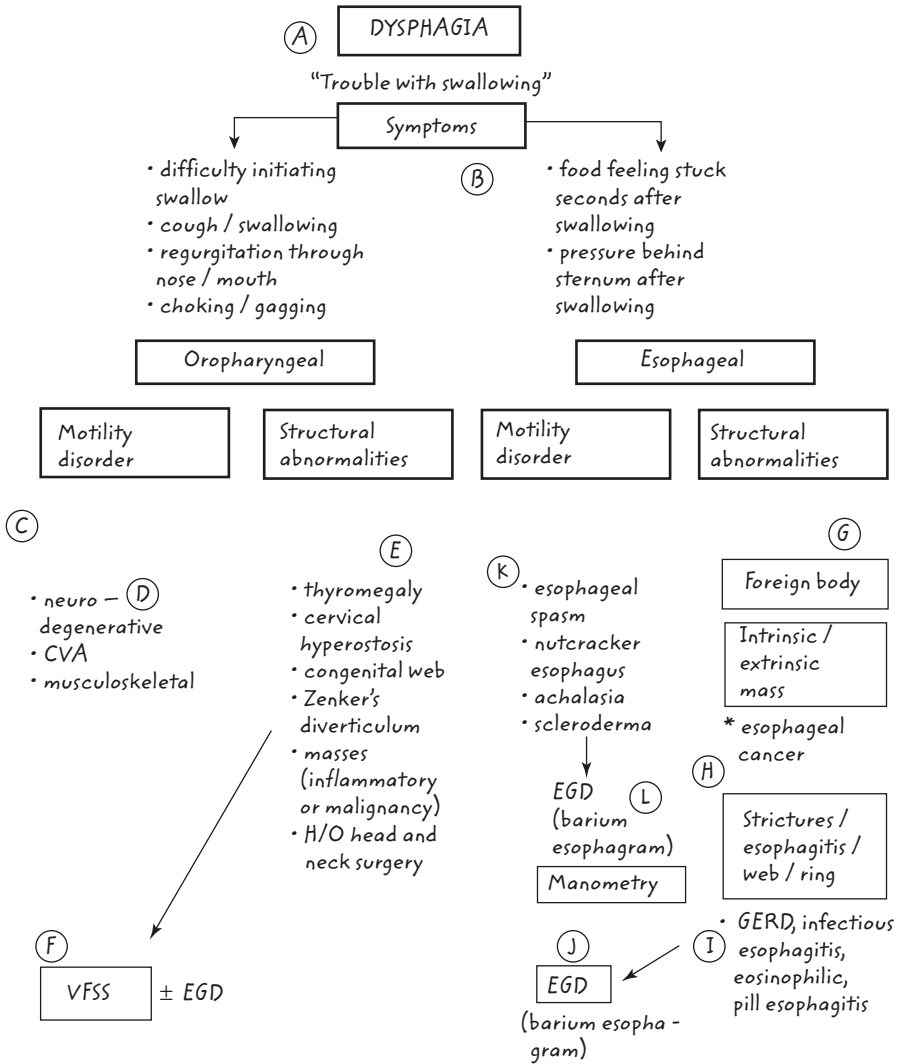 A
DYSPHAGIA
“Trouble with swallowing”
Symptoms
B
• difficulty initiating
swallow
• cough / swallowing
• regurgitation through
nose / mouth
• choking / gagging
• food feeling stuck
seconds after
swallowing
• pressure behind
sternum after
swallowing
Oropharyngeal
Esophageal
Motility
disorder
Structural
abnormalities
Motility
disorder
Structural
abnormalities
C
• neuro – D
degenerative
• CVA
• musculoskeletal
E
• thyromegaly
• cervical
hyperostosis
• congenital web
• Zenker's
diverticulum
• masses
(inflammatory
or malignancy)
• H/O head and
neck surgery
F
VFSS ± EGD
K
• esophageal
spasm
• nutcracker
esophagus
• achalasia
• scleroderma
EGD L
(barium
esophagram)
Manometry
G
Foreign body
Intrinsic /
extrinsic
mass
* esophageal
cancer
H
Strictures /
esophagitis /
web / ring
I
• GERD, infectious
esophagitis,
eosinophilic,
pill esophagitis
J
EGD
(barium esopha -
gram)